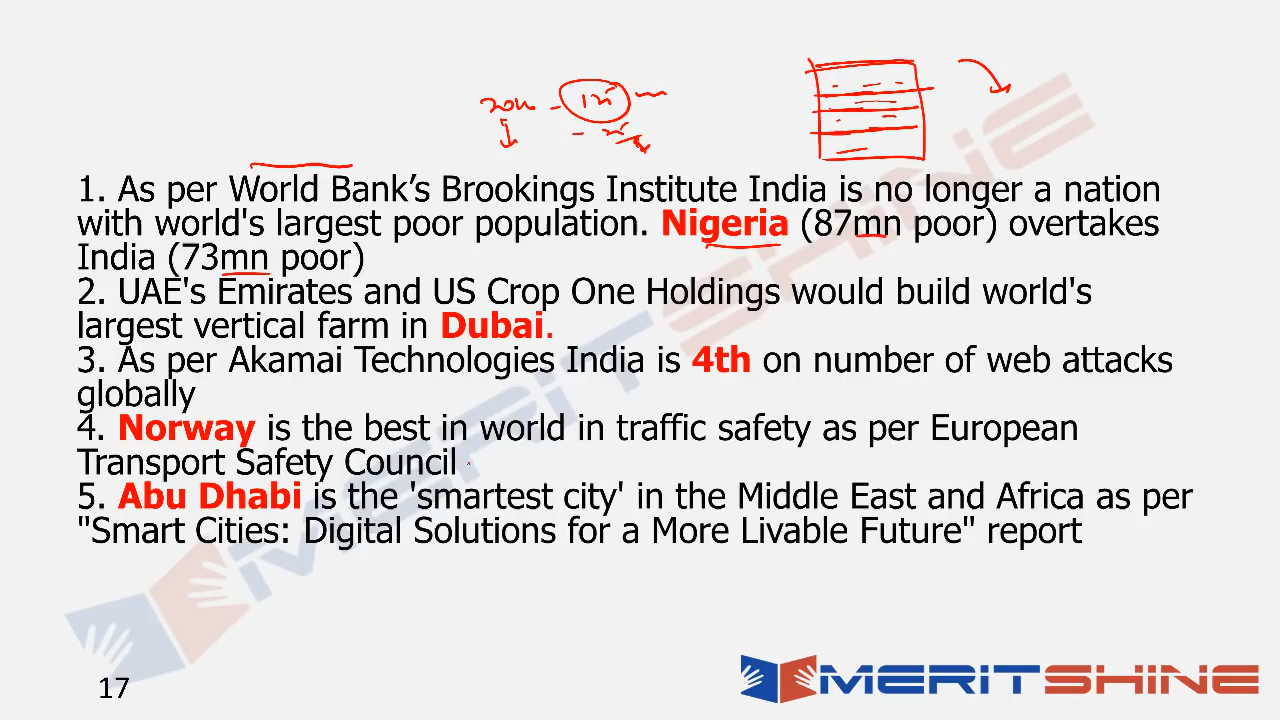 1. As per World Bank’s Brookings Institute India is no longer a nation
with world's largest poor population. Nigeria (87mn poor) overtakes
India (73mn poor)
2. UAE's Emirates and US Crop One Holdings would build world's
largest vertical farm in Dubai.
3. As per Akamai Technologies India is 4th on number of web attacks
globally
4. Norway is the best in world in traffic safety as per European
Transport Safety Council
5. Abu Dhabi is the 'smartest city' in the Middle East and Africa as per
"Smart Cities: Digital Solutions for a More Livable Future" report
17
MERITSHINE
MERITSHINE